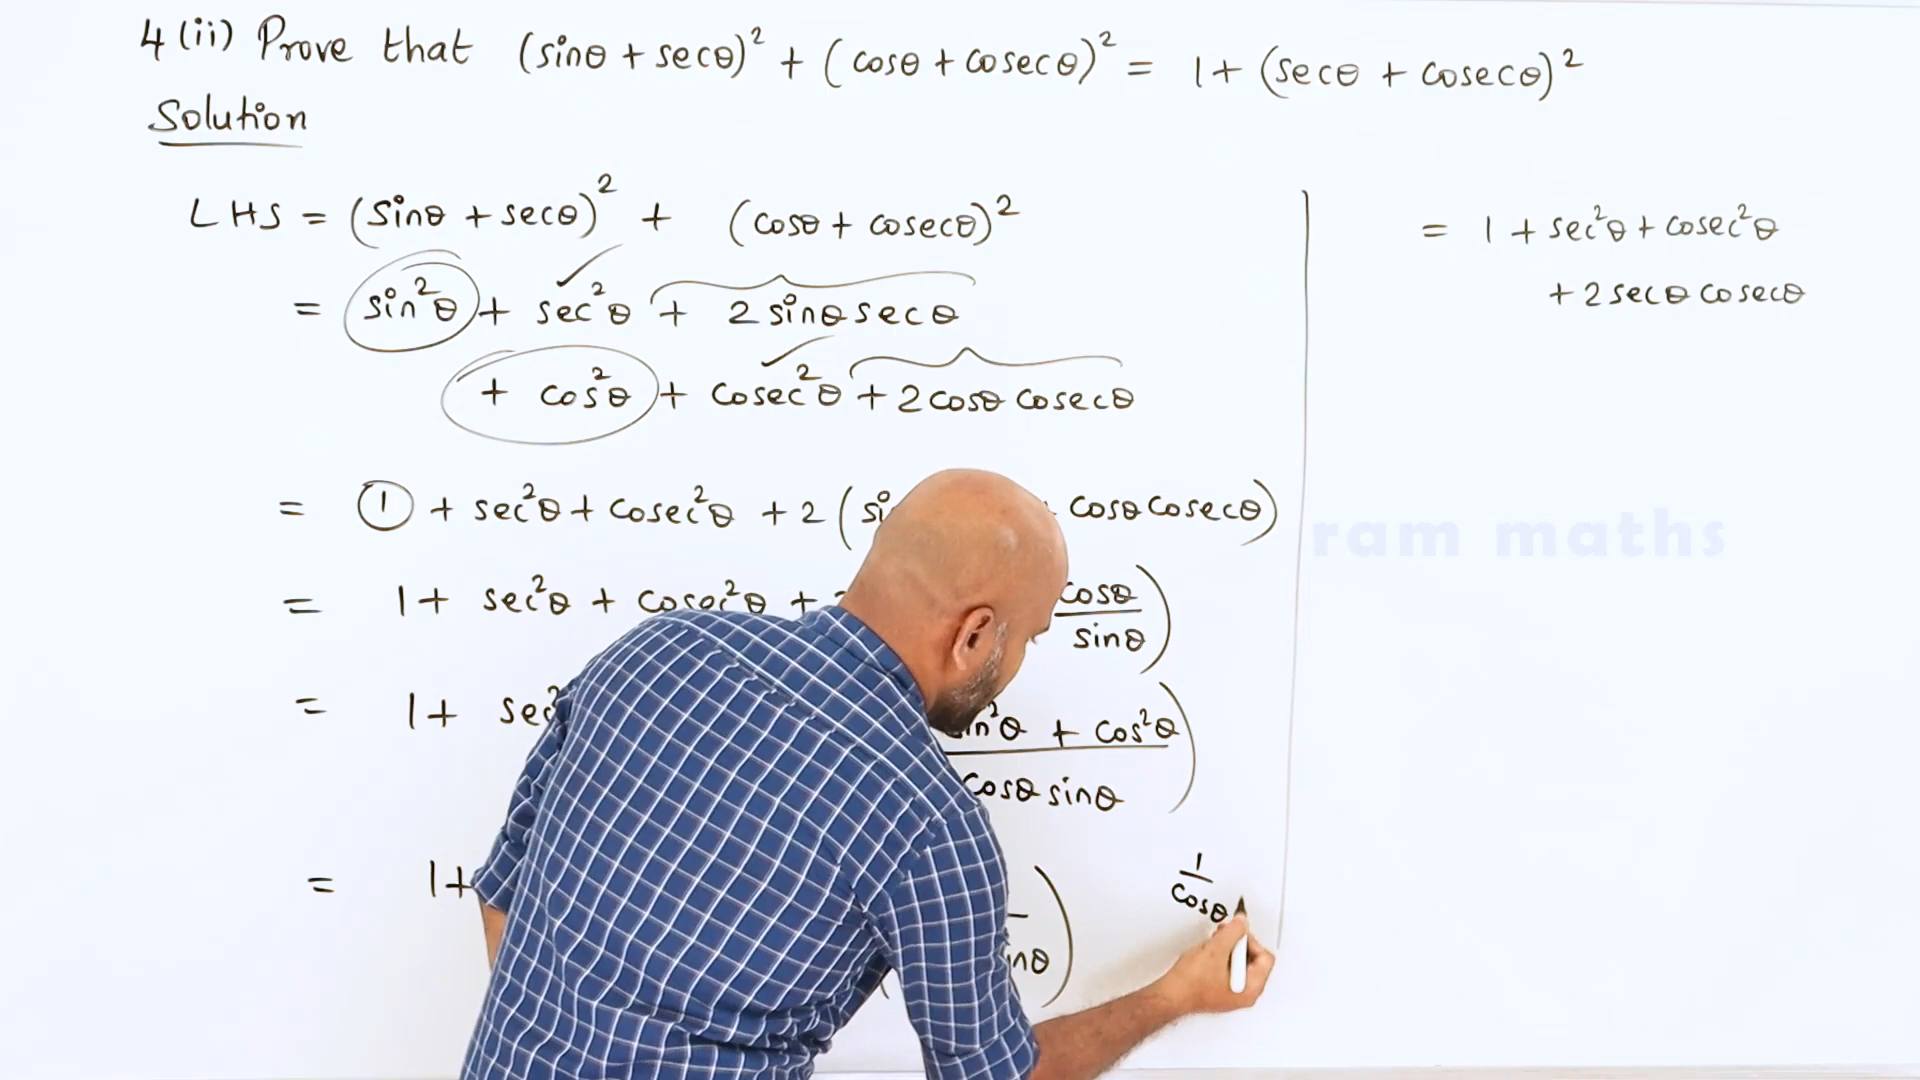 4 (ii) Prove that (sinθ + secθ)² + (cosθ + cosecθ)² = 1 + (secθ + cosecθ)²
Solution
LHS = (sinθ + secθ)² + (cosθ + cosecθ)²
= sin²θ + sec²θ + 2 sinθ secθ
+ cos²θ + cosec²θ + 2 cosθ cosecθ
= 1 + sec²θ + cosec²θ + 2 ( cosθ cosecθ)
= 1 + sec²θ + cosec²θ + cosθ / sinθ )
= 1 + θ + cos²θ / cosθ sinθ )
= 1 + )
1 / cosθ
= 1 + sec²θ + cosec²θ
+ 2 secθ cosecθ
ram maths